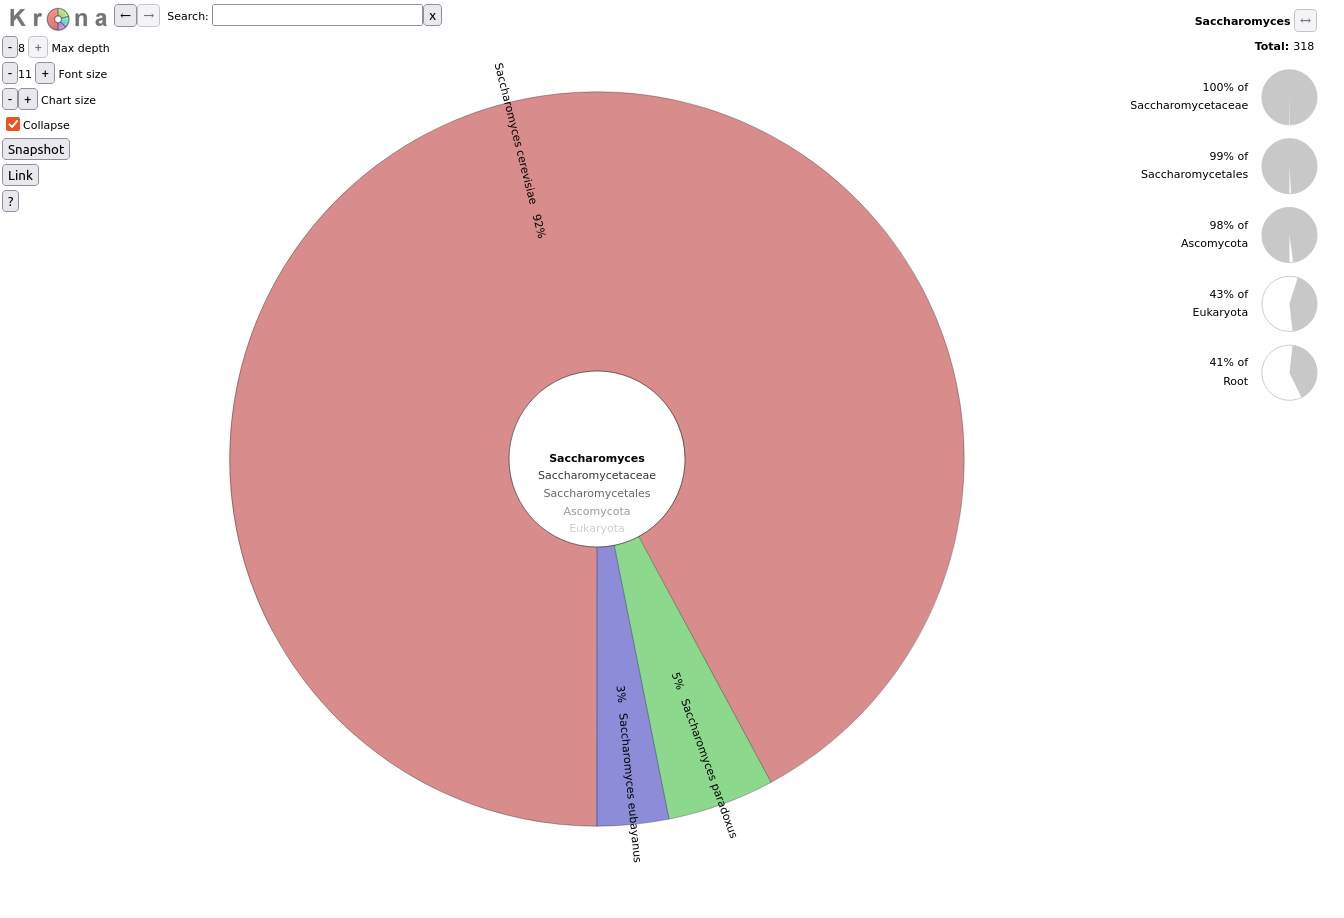 Krona ← → Search: x
- 8 + Max depth
- 11 + Font size
- + Chart size
Collapse
Snapshot
Link
?
Saccharomyces cerevisiae 92%
Saccharomyces
Saccharomycetaceae
Saccharomycetales
Ascomycota
Eukaryota
3% Saccharomyces eubayanus
5% Saccharomyces paradoxus
Saccharomyces ↔
Total: 318
100% of
Saccharomycetaceae
99% of
Saccharomycetales
98% of
Ascomycota
43% of
Eukaryota
41% of
Root